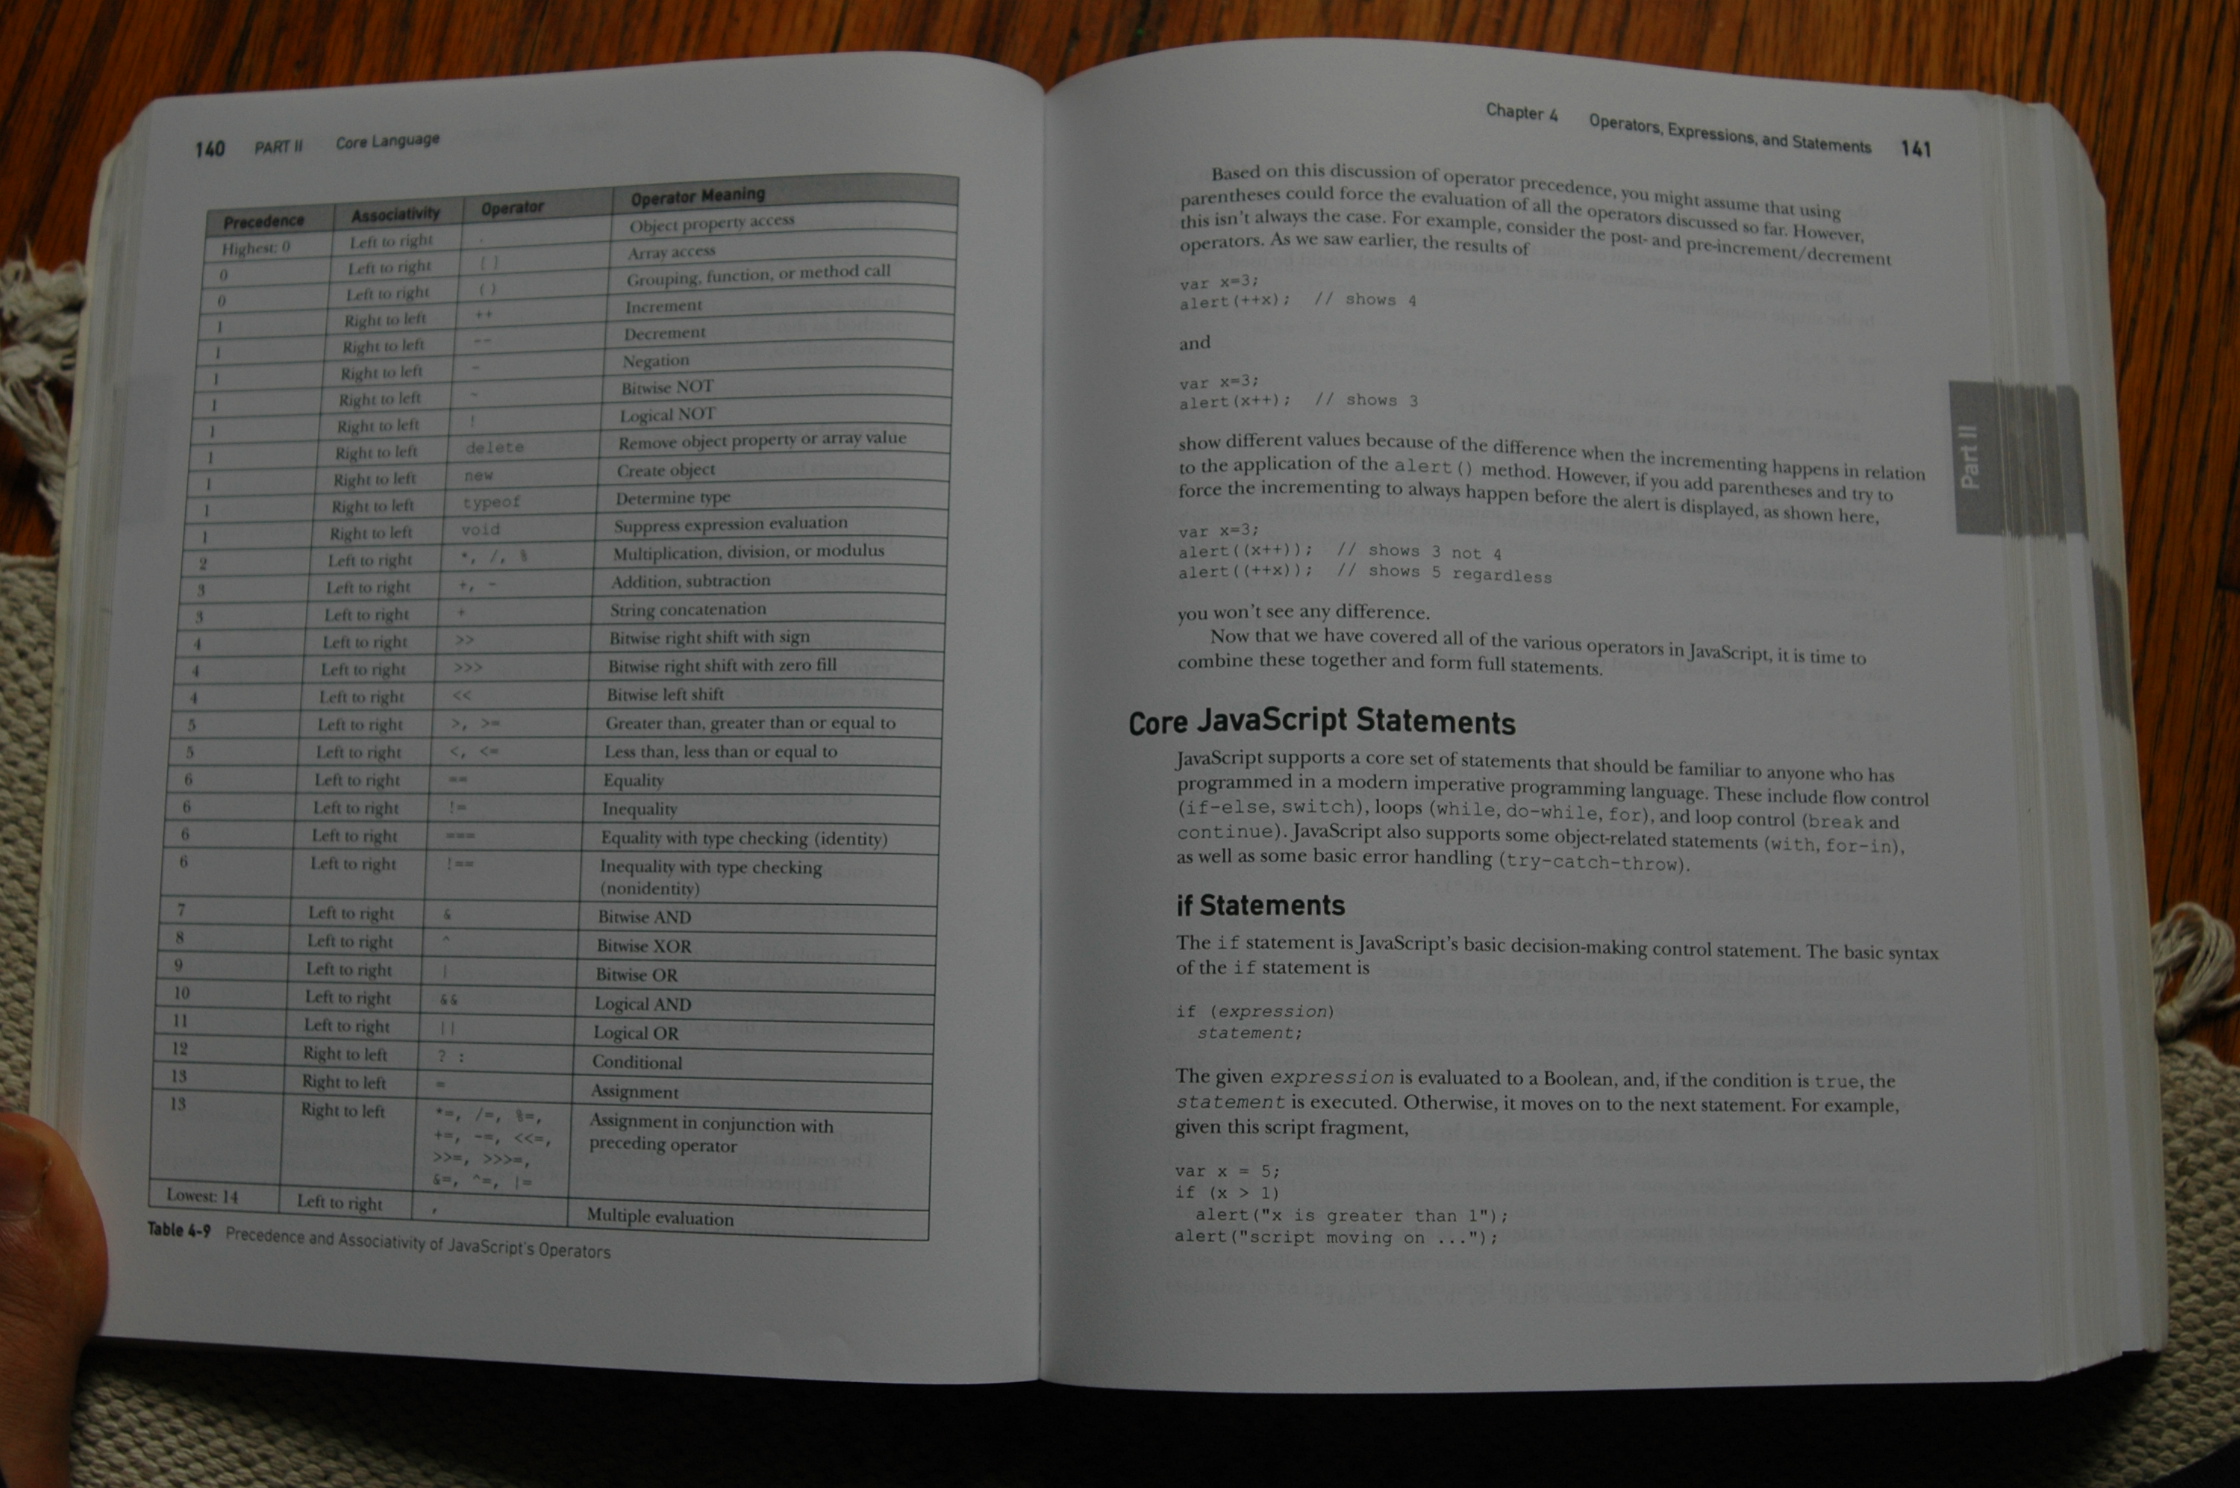 140 PART II Core Language
Precedence Associativity Operator Operator Meaning
Highest: 0 Left to right . Object property access
0 Left to right [ ] Array access
0 Left to right ( ) Grouping, function, or method call
1 Right to left ++ Increment
1 Right to left -- Decrement
1 Right to left - Negation
1 Right to left ~ Bitwise NOT
1 Right to left ! Logical NOT
1 Right to left delete Remove object property or array value
1 Right to left new Create object
1 Right to left typeof Determine type
1 Right to left void Suppress expression evaluation
2 Left to right *, /, % Multiplication, division, or modulus
3 Left to right +, - Addition, subtraction
3 Left to right + String concatenation
4 Left to right >> Bitwise right shift with sign
4 Left to right >>> Bitwise right shift with zero fill
4 Left to right << Bitwise left shift
5 Left to right >, >= Greater than, greater than or equal to
5 Left to right <, <= Less than, less than or equal to
6 Left to right == Equality
6 Left to right != Inequality
6 Left to right === Equality with type checking (identity)
6 Left to right !== Inequality with type checking
(nonidentity)
7 Left to right & Bitwise AND
8 Left to right ^ Bitwise XOR
9 Left to right | Bitwise OR
10 Left to right && Logical AND
11 Left to right || Logical OR
12 Right to left ? : Conditional
13 Right to left = Assignment
13 Right to left *=, /=, %=, Assignment in conjunction with
+=, -=, <<=, preceding operator
>>=, >>>=,
&=, ^=, |=
Lowest: 14 Left to right , Multiple evaluation
Table 4-9 Precedence and Associativity of JavaScript's Operators
Chapter 4 Operators, Expressions, and Statements 141
Based on this discussion of operator precedence, you might assume that using
parentheses could force the evaluation of all the operators discussed so far. However,
this isn't always the case. For example, consider the post- and pre-increment/decrement
operators. As we saw earlier, the results of
var x=3;
alert(++x); // shows 4
and
var x=3;
alert(x++); // shows 3
show different values because of the difference when the incrementing happens in relation
to the application of the alert() method. However, if you add parentheses and try to
force the incrementing to always happen before the alert is displayed, as shown here,
var x=3;
alert((x++)); // shows 3 not 4
alert((++x)); // shows 5 regardless
you won't see any difference.
Now that we have covered all of the various operators in JavaScript, it is time to
combine these together and form full statements.
Core JavaScript Statements
JavaScript supports a core set of statements that should be familiar to anyone who has
programmed in a modern imperative programming language. These include flow control
(if-else, switch), loops (while, do-while, for), and loop control (break and
continue). JavaScript also supports some object-related statements (with, for-in),
as well as some basic error handling (try-catch-throw).
if Statements
The if statement is JavaScript's basic decision-making control statement. The basic syntax
of the if statement is
if (expression)
statement;
The given expression is evaluated to a Boolean, and, if the condition is true, the
statement is executed. Otherwise, it moves on to the next statement. For example,
given this script fragment,
var x = 5;
if (x > 1)
alert("x is greater than 1");
alert("script moving on ...");
Part II